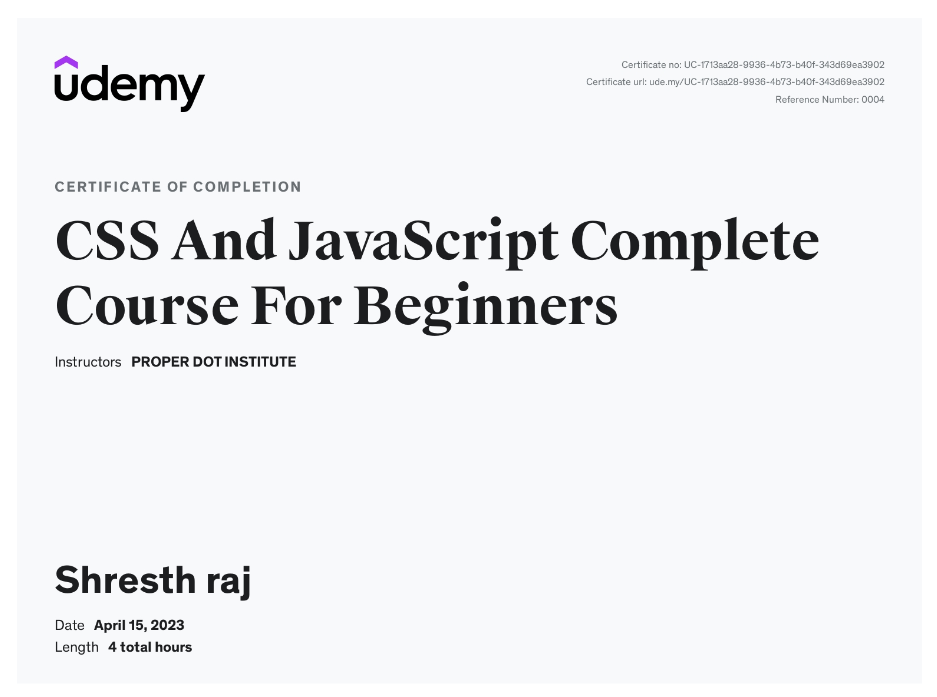 udemy
Certificate no: UC-1713aa28-9936-4b73-b40f-343d69ea3902
Certificate url: ude.my/UC-1713aa28-9936-4b73-b40f-343d69ea3902
Reference Number: 0004
CERTIFICATE OF COMPLETION
CSS And JavaScript Complete
Course For Beginners
Instructors PROPER DOT INSTITUTE
Shresth raj
Date April 15, 2023
Length 4 total hours